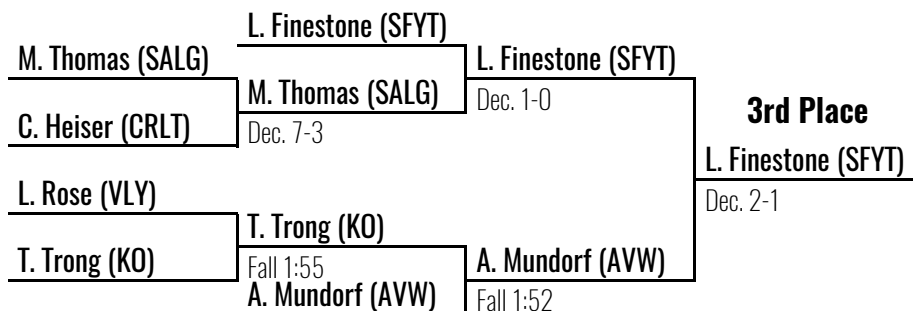 L. Finestone (SFYT)
M. Thomas (SALG)
L. Finestone (SFYT)
M. Thomas (SALG)
Dec. 1-0
3rd Place
C. Heiser (CRLT)
Dec. 7-3
L. Finestone (SFYT)
L. Rose (VLY)
Dec. 2-1
T. Trong (KO)
T. Trong (KO)
Fall 1:55
A. Mundorf (AVW)
A. Mundorf (AVW)
Fall 1:52